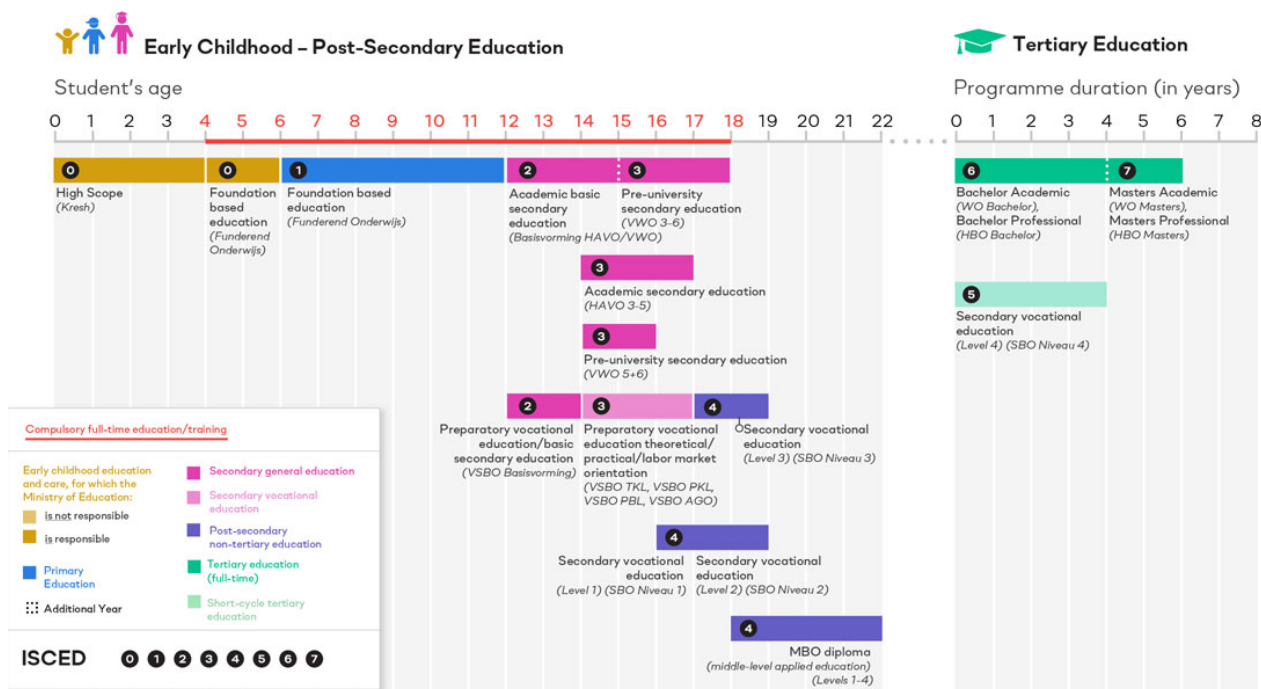 Early Childhood – Post-Secondary Education
Student's age
0 1 2 3 4 5 6 7 8 9 10 11 12 13 14 15 16 17 18 19 20 21 22
0
High Scope
(Kresh)
0
Foundation
based
education
(Funderend
Onderwijs)
1
Foundation based
education
(Funderend Onderwijs)
2
Academic basic
secondary
education
(Basisvorming HAVO/VWO)
3
Pre-university
secondary education
(VWO 3-6)
3
Academic secondary education
(HAVO 3-5)
3
Pre-university secondary education
(VWO 5+6)
2
Preparatory vocational
education/basic
secondary education
(VSBO Basisvorming)
3
Preparatory vocational
education theoretical/
practical/labor market
orientation
(VSBO TKL, VSBO PKL,
VSBO PBL, VSBO AGO)
4
Secondary vocational
education
(Level 3) (SBO Niveau 3)
4
Secondary vocational
education
(Level 1) (SBO Niveau 1)
Secondary vocational
education
(Level 2) (SBO Niveau 2)
4
MBO diploma
(middle-level applied education)
(Levels 1-4)
Tertiary Education
Programme duration (in years)
0 1 2 3 4 5 6 7 8
6
Bachelor Academic
(WO Bachelor),
Bachelor Professional
(HBO Bachelor)
7
Masters Academic
(WO Masters),
Masters Professional
(HBO Masters)
5
Secondary vocational
education
(Level 4) (SBO Niveau 4)
Compulsory full-time education/training
Early childhood education
and care, for which the
Ministry of Education:
is not responsible
is responsible
Primary
Education
Additional Year
Secondary general education
Secondary vocational
education
Post-secondary
non-tertiary education
Tertiary education
(full-time)
Short-cycle tertiary
education
ISCED 0 1 2 3 4 5 6 7